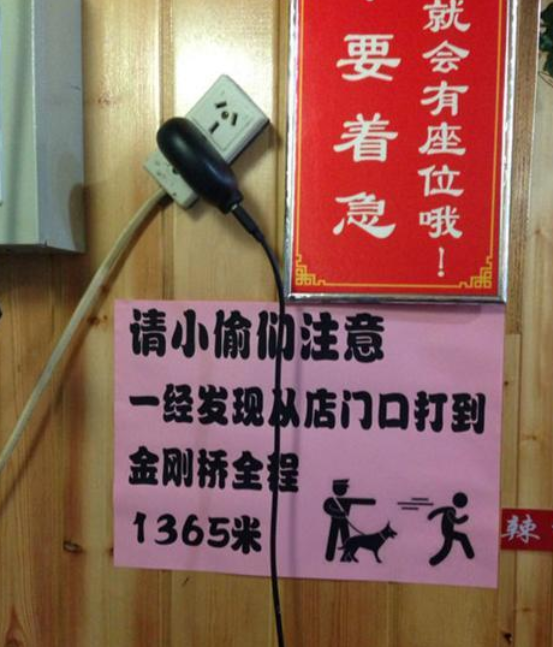 要着急
就会有座位哦！
请小偷们注意
一经发现从店门口打到
金刚桥全程
1365米
辣